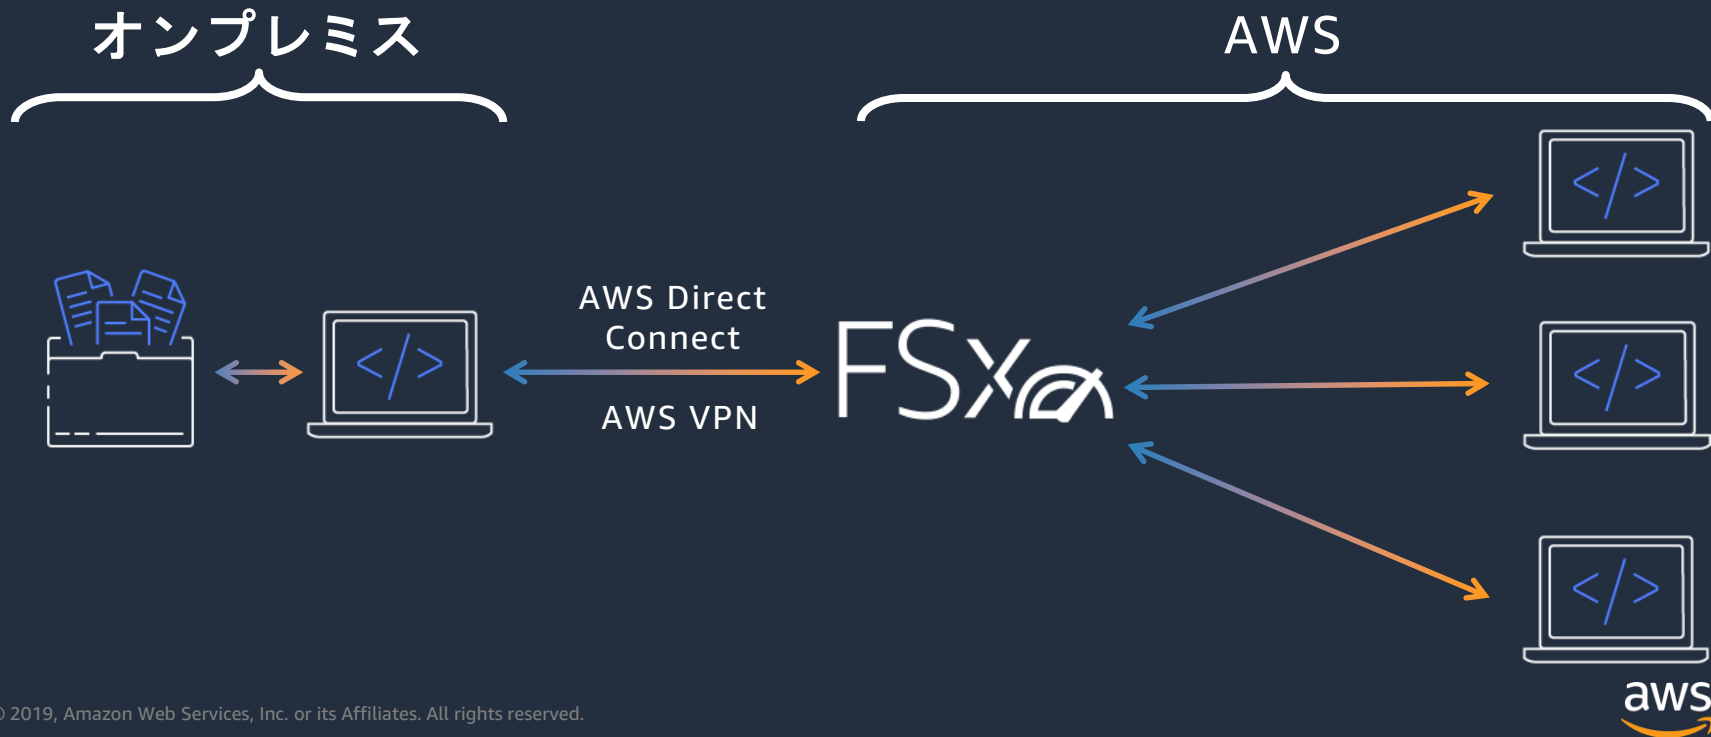 オンプレミス
AWS
AWS Direct
Connect
AWS VPN
FSx
</>
</>
</>
</>
© 2019, Amazon Web Services, Inc. or its Affiliates. All rights reserved.
aws